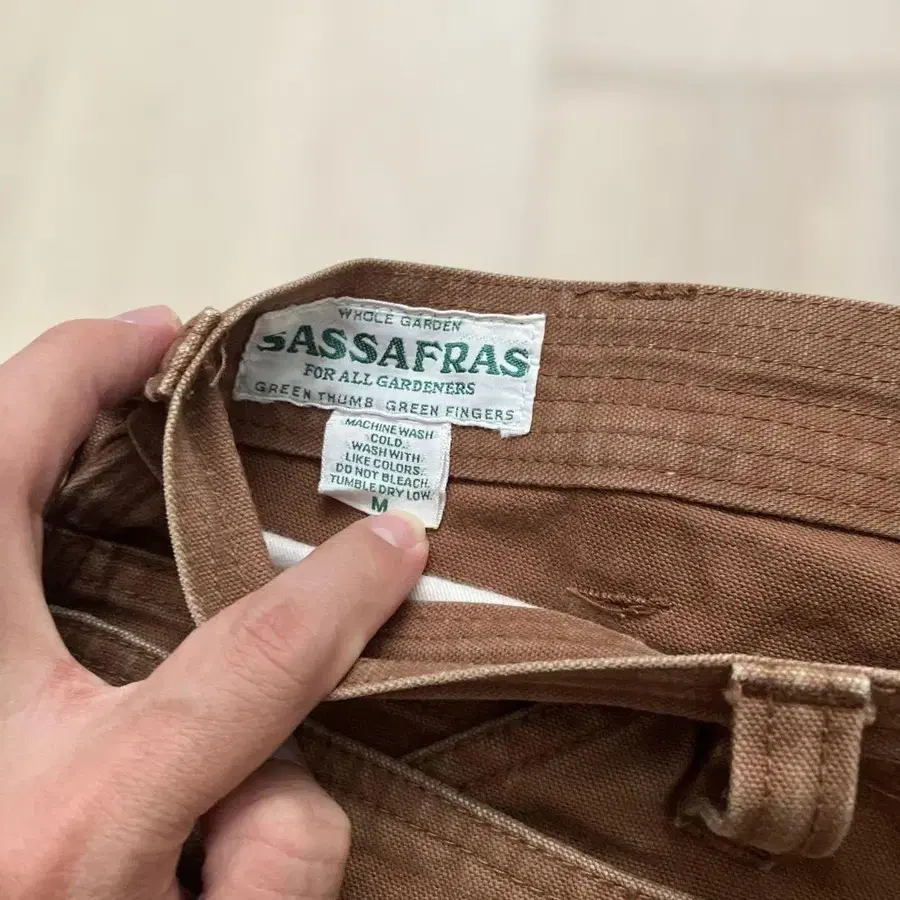 WHOLE GARDEN
SASSAFRAS
FOR ALL GARDENERS
GREEN THUMB GREEN FINGERS
MACHINE WASH
COLD.
WASH WITH
LIKE COLORS.
DO NOT BLEACH.
TUMBLE DRY LOW.
M